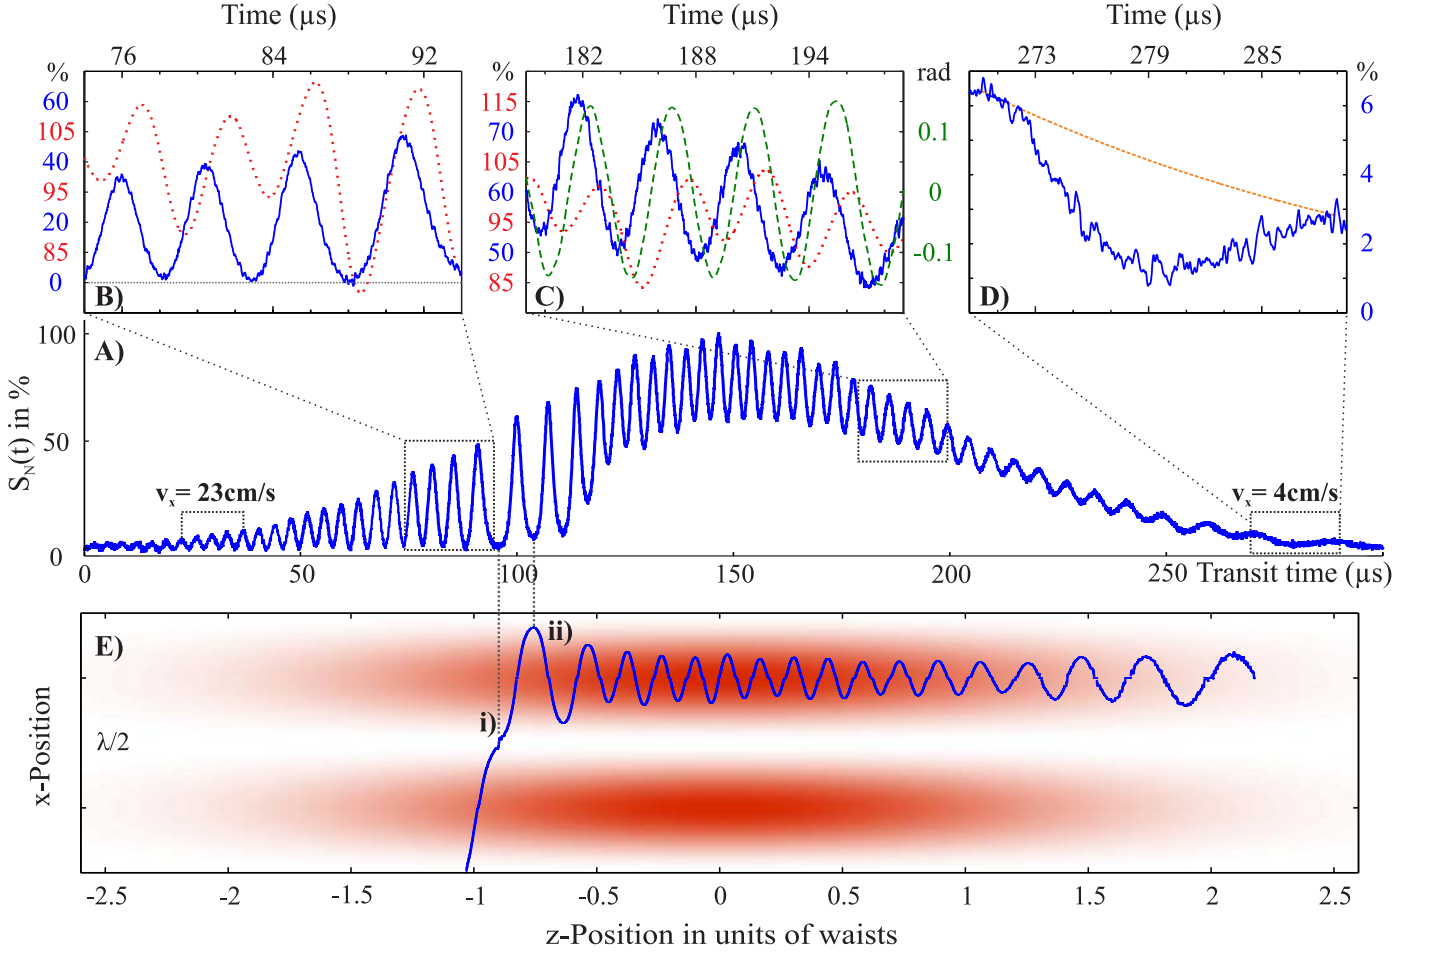 Time (µs) Time (µs) Time (µs)
76 84 92 182 188 194 273 279 285
% % rad %
60 115 6
105 70 0.1
40 105 4
95 60 0
20 95 2
85 50 -0.1
0 85 0
B) C) D)
100
A)
S_N(t) in %
50
v_x= 23cm/s v_x= 4cm/s
0
0 50 100 150 200 250 Transit time (µs)
E)
ii)
i)
λ/2
x-Position
-2.5 -2 -1.5 -1 -0.5 0 0.5 1 1.5 2 2.5
z-Position in units of waists